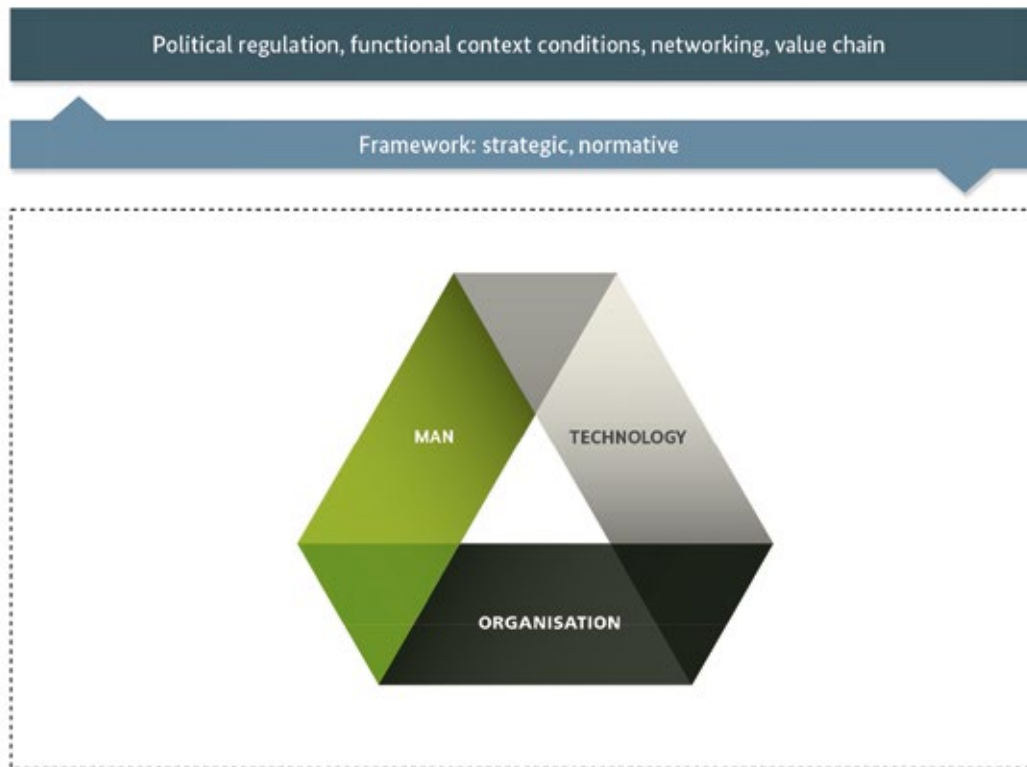 Political regulation, functional context conditions, networking, value chain
Framework: strategic, normative
MAN
TECHNOLOGY
ORGANISATION